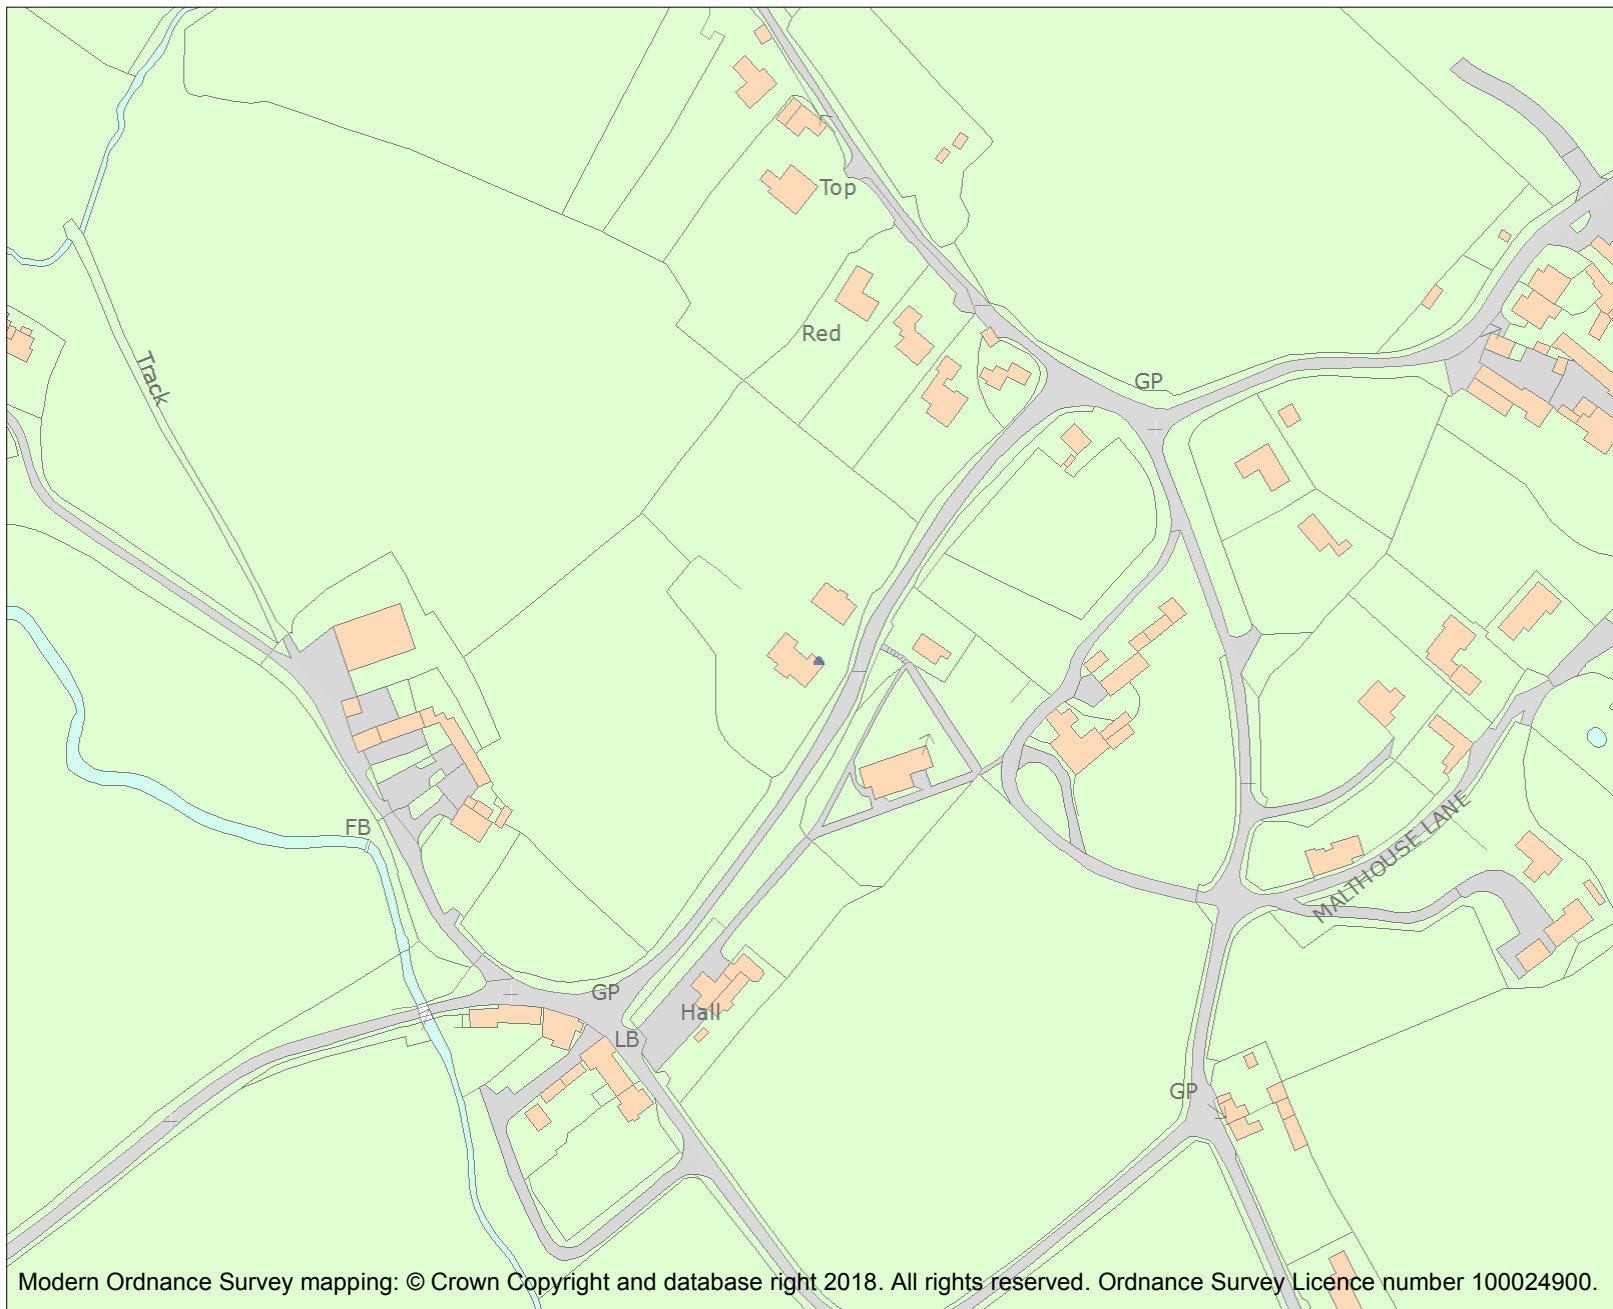 Top
Red
Track
GP
MALTHOUSE LANE
FB
GP
Hall
LB
GP
Modern Ordnance Survey mapping: © Crown Copyright and database right 2018. All rights reserved. Ordnance Survey Licence number 100024900.